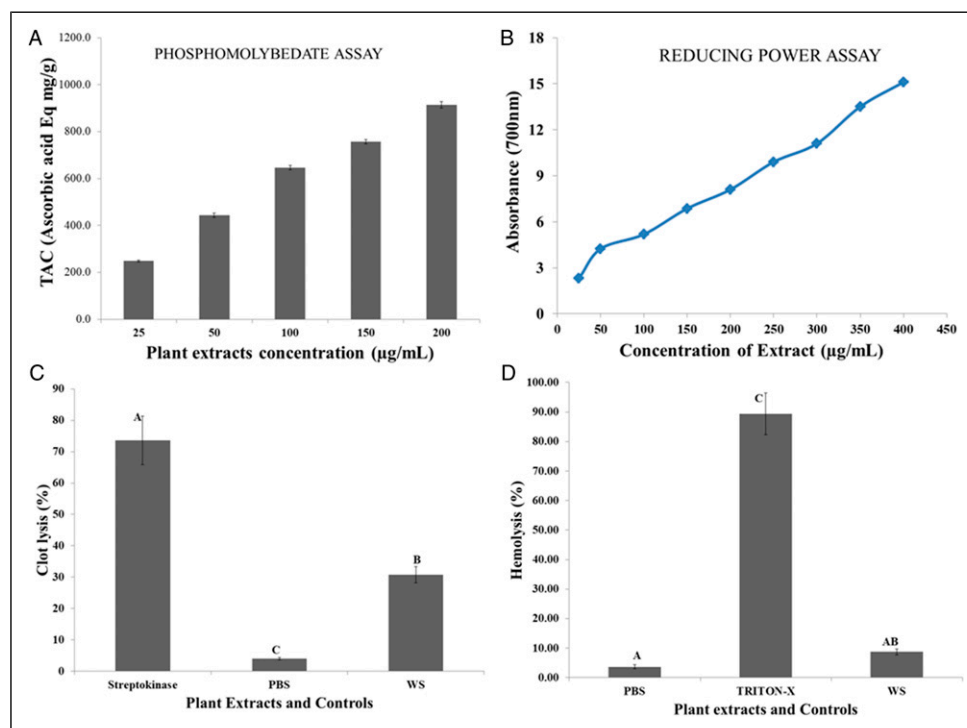 A
PHOSPHOMOLYBEDATE ASSAY
TAC (Ascorbic acid Eq mg/g)
1200.0
1000.0
800.0
600.0
400.0
200.0
0.0
25 50 100 150 200
Plant extracts concentration (µg/mL)
B
REDUCING POWER ASSAY
Absorbance (700nm)
18
15
12
9
6
3
0
0 50 100 150 200 250 300 350 400 450
Concentration of Extract (µg/mL)
C
Clot lysis (%)
90
80
70
60
50
40
30
20
10
0
A
C
B
Streptokinase PBS WS
Plant Extracts and Controls
D
Hemolysis (%)
100.00
90.00
80.00
70.00
60.00
50.00
40.00
30.00
20.00
10.00
0.00
A
C
AB
PBS TRITON-X WS
Plant extracts and Controls